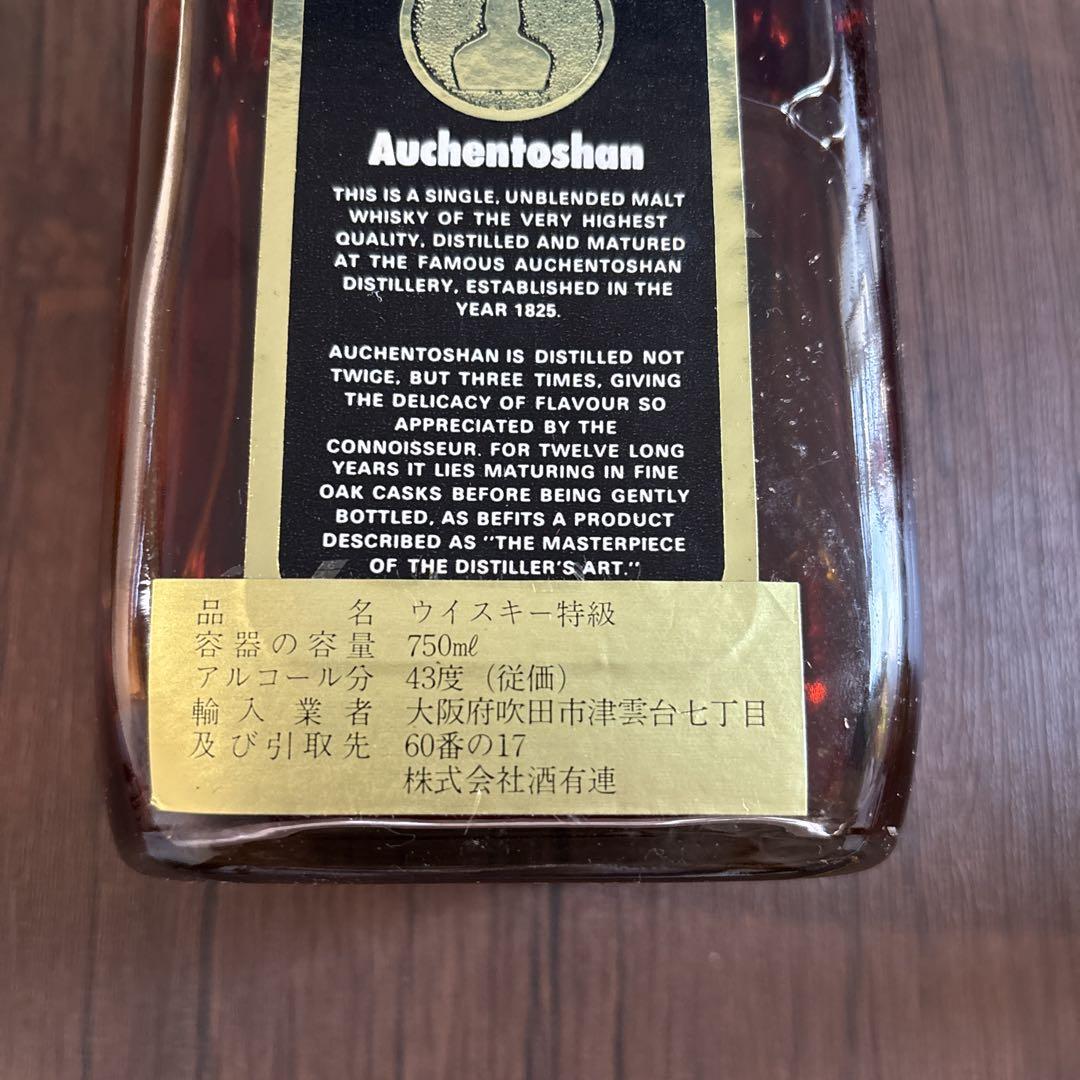 Auchentoshan
THIS IS A SINGLE, UNBLENDED MALT
WHISKY OF THE VERY HIGHEST
QUALITY, DISTILLED AND MATURED
AT THE FAMOUS AUCHENTOSHAN
DISTILLERY, ESTABLISHED IN THE
YEAR 1825.
AUCHENTOSHAN IS DISTILLED NOT
TWICE, BUT THREE TIMES, GIVING
THE DELICACY OF FLAVOUR SO
APPRECIATED BY THE
CONNOISSEUR. FOR TWELVE LONG
YEARS IT LIES MATURING IN FINE
OAK CASKS BEFORE BEING GENTLY
BOTTLED, AS BEFITS A PRODUCT
DESCRIBED AS "THE MASTERPIECE
OF THE DISTILLER'S ART."
品名 ウイスキー特級
容器の容量 750ml
アルコール分 43度（従価）
輸入業者 大阪府吹田市津雲台七丁目
及び引取先 60番の17
株式会社酒有連